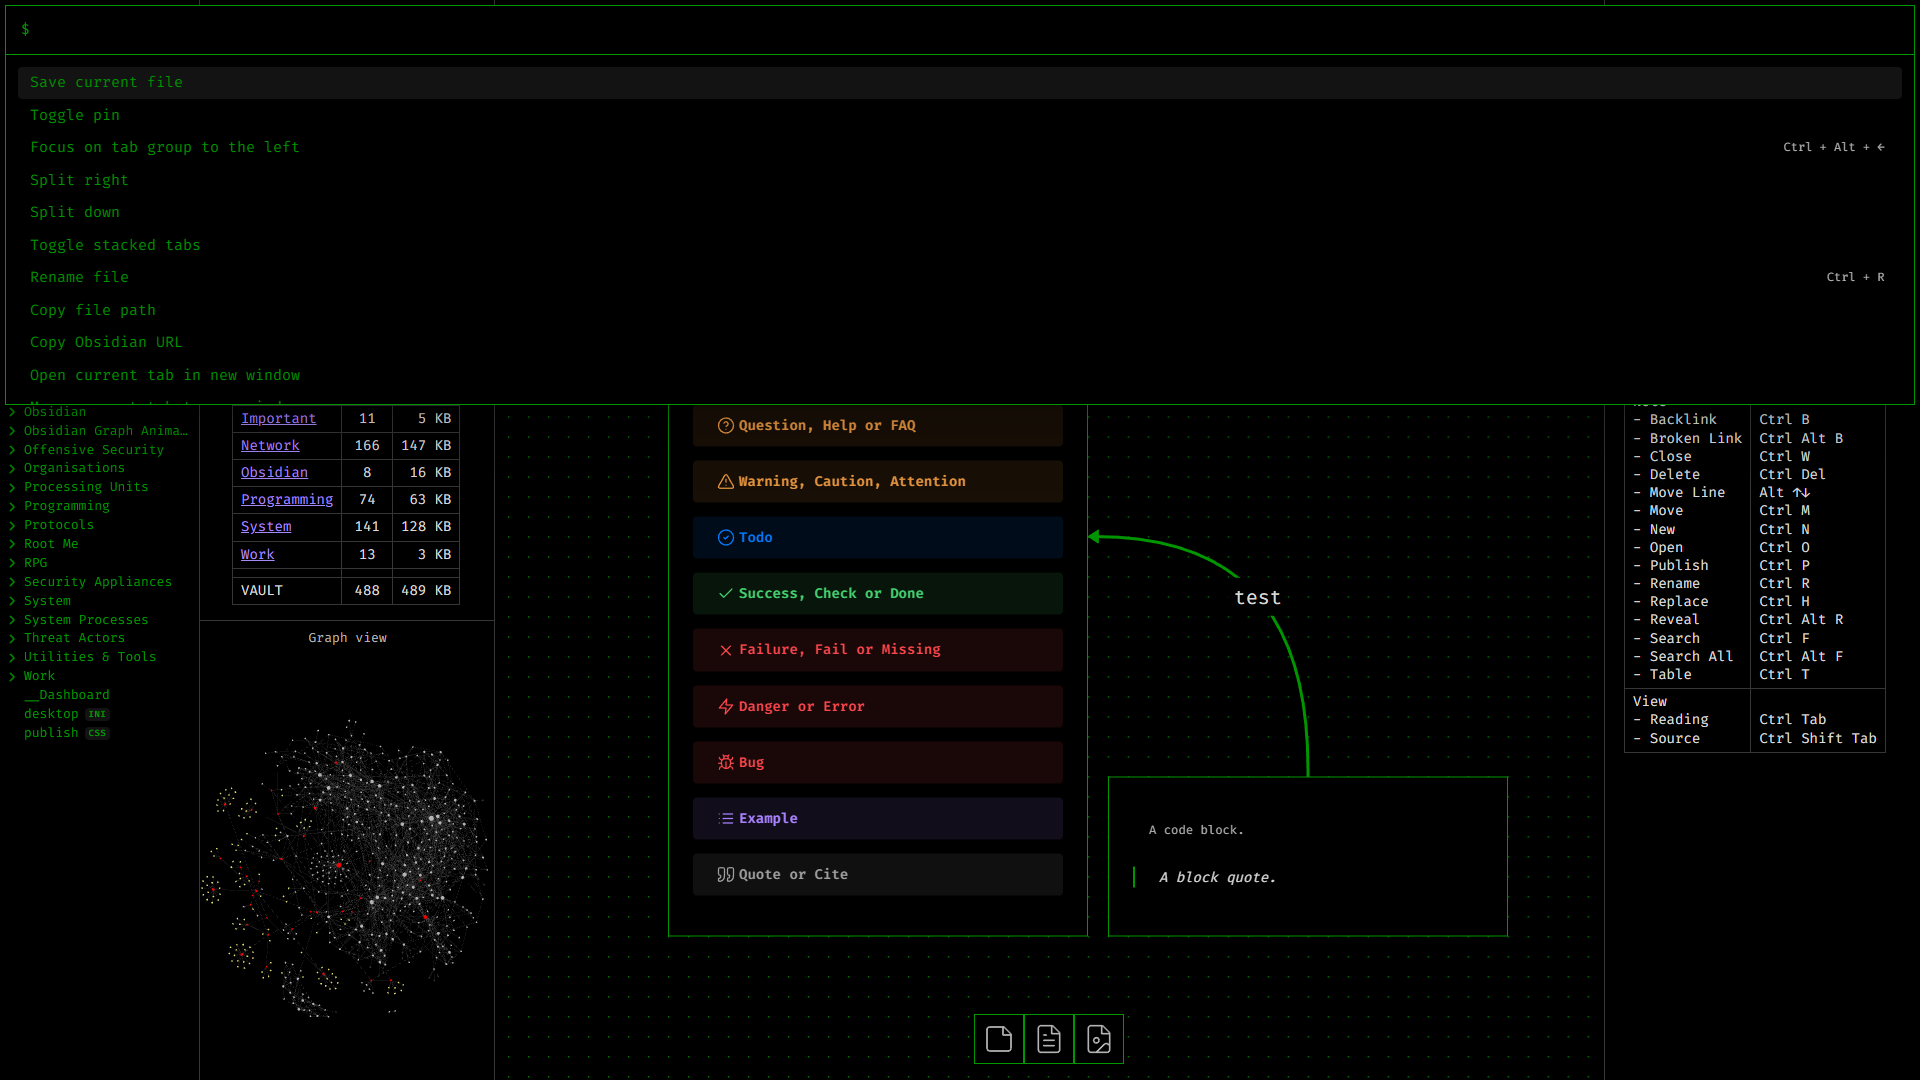 $
Save current file
Toggle pin
Focus on tab group to the left Ctrl + Alt + ←
Split right
Split down
Toggle stacked tabs
Rename file Ctrl + R
Copy file path
Copy Obsidian URL
Open current tab in new window
Obsidian
Obsidian Graph Anima…
Offensive Security
Organisations
Processing Units
Programming
Protocols
Root Me
RPG
Security Appliances
System
System Processes
Threat Actors
Utilities & Tools
Work
__Dashboard
desktop INI
publish CSS
Important 11 5 KB
Network 166 147 KB
Obsidian 8 16 KB
Programming 74 63 KB
System 141 128 KB
Work 13 3 KB
VAULT 488 489 KB
Graph view
Question, Help or FAQ
Warning, Caution, Attention
Todo
Success, Check or Done
Failure, Fail or Missing
Danger or Error
Bug
Example
Quote or Cite
test
A code block.
A block quote.
- Backlink Ctrl B
- Broken Link Ctrl Alt B
- Close Ctrl W
- Delete Ctrl Del
- Move Line Alt ↑↓
- Move Ctrl M
- New Ctrl N
- Open Ctrl O
- Publish Ctrl P
- Rename Ctrl R
- Replace Ctrl H
- Reveal Ctrl Alt R
- Search Ctrl F
- Search All Ctrl Alt F
- Table Ctrl T
View
- Reading Ctrl Tab
- Source Ctrl Shift Tab